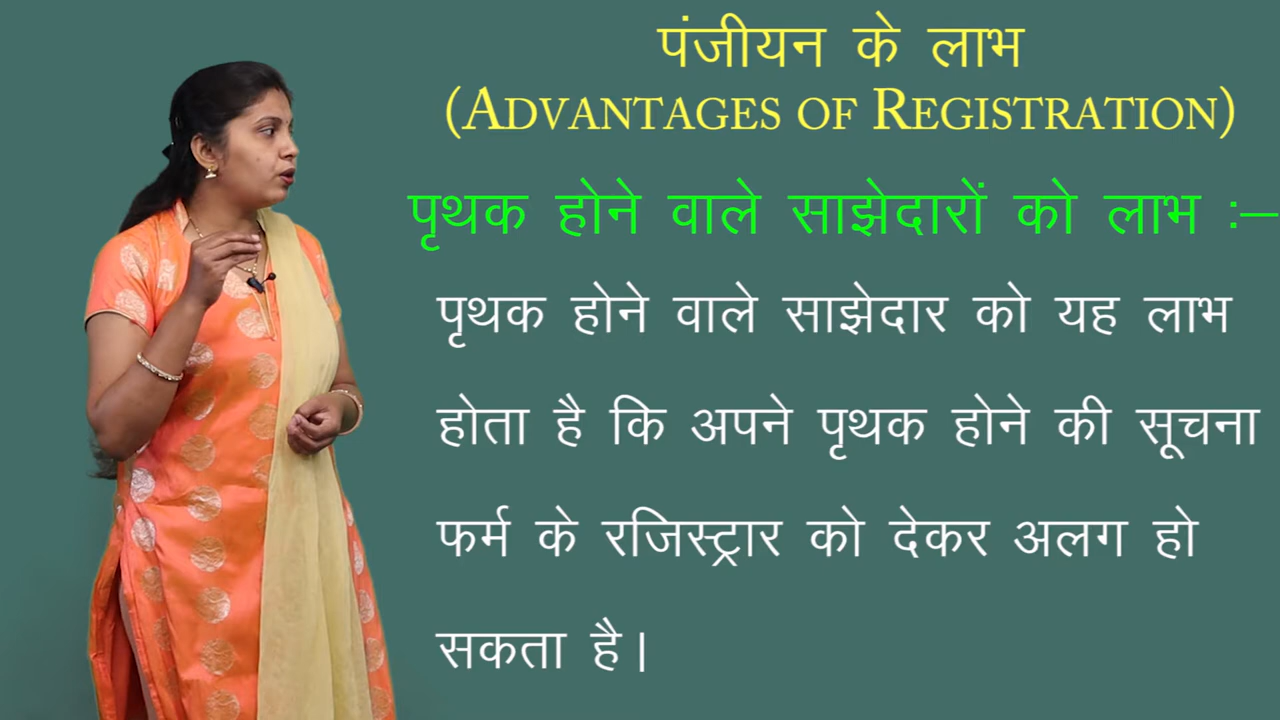 पंजीयन के लाभ
(ADVANTAGES OF REGISTRATION)
पृथक होने वाले साझेदारों को लाभ :–
पृथक होने वाले साझेदार को यह लाभ
होता है कि अपने पृथक होने की सूचना
फर्म के रजिस्ट्रार को देकर अलग हो
सकता है।